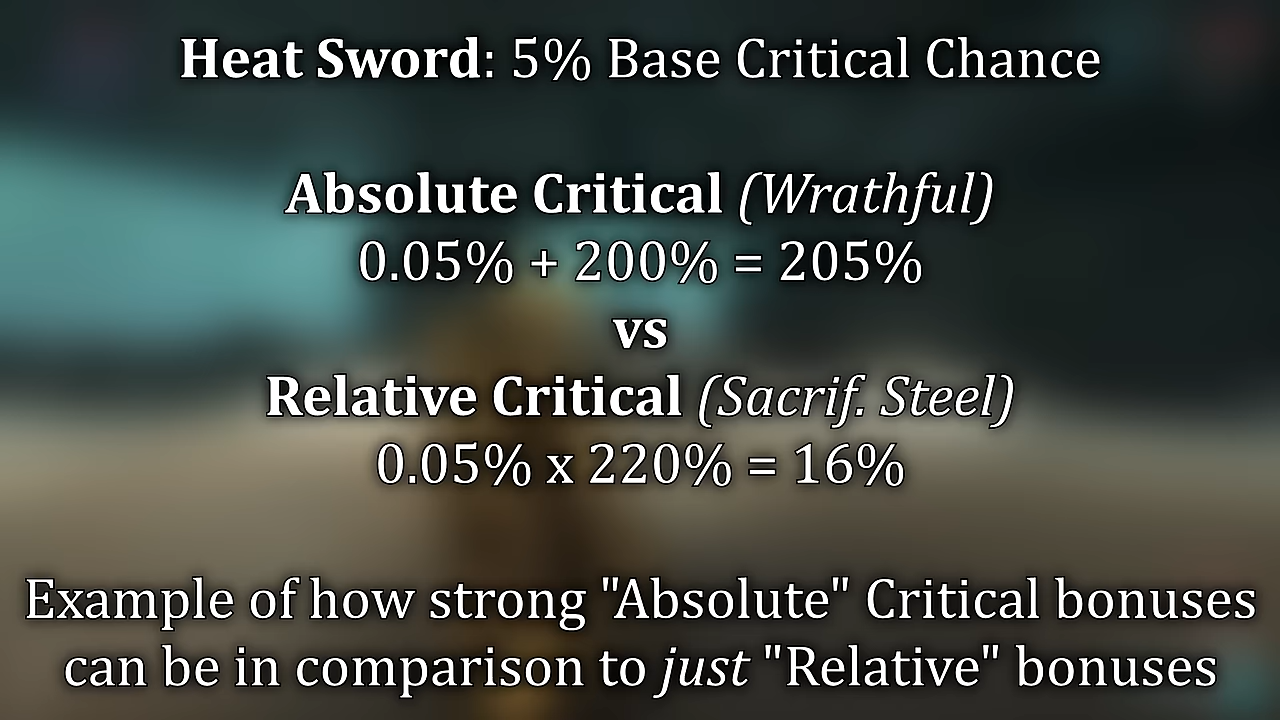 Heat Sword: 5% Base Critical Chance
Absolute Critical (Wrathful)
0.05% + 200% = 205%
vs
Relative Critical (Sacrif. Steel)
0.05% x 220% = 16%
Example of how strong "Absolute" Critical bonuses
can be in comparison to just "Relative" bonuses